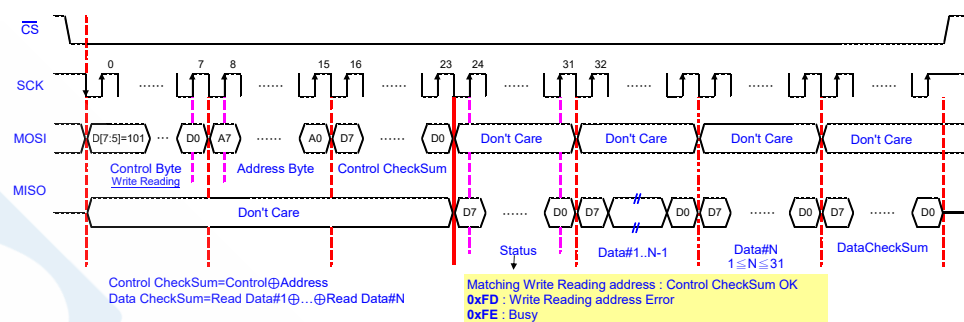 CS
0 7 8 15 16 23 24 31 32
SCK ...... ...... ...... ...... ...... ......
MOSI D[7:5]=101 ... D0 A7 ...... A0 D7 D0 Don't Care Don't Care Don't Care Don't Care
Control Byte Address Byte Control CheckSum
Write Reading
MISO
Don't Care D7 ...... D0 D7 // D0 D7 ...... D0 D7 ...... D0
//
Status Data#1..N-1 Data#N DataCheckSum
1≦N≦31
Control CheckSum=Control⊕Address
Data CheckSum=Read Data#1⊕...⊕Read Data#N
Matching Write Reading address : Control CheckSum OK
0xFD : Write Reading address Error
0xFE : Busy